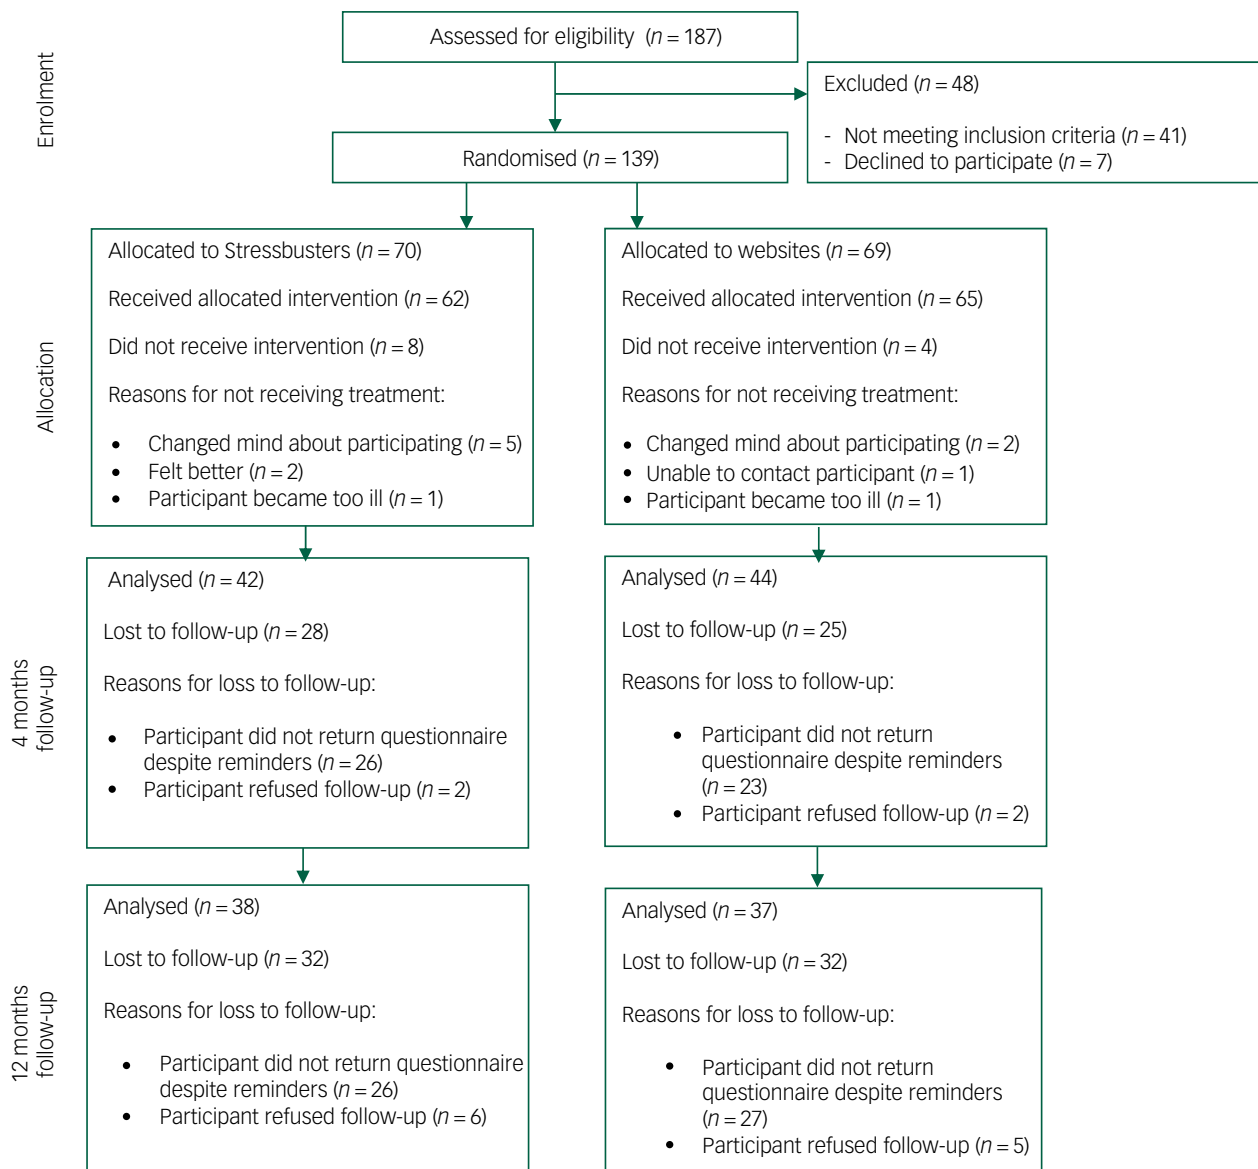 Enrolment
Assessed for eligibility (n = 187)
Excluded (n = 48)
- Not meeting inclusion criteria (n = 41)
- Declined to participate (n = 7)
Randomised (n = 139)
Allocation
Allocated to Stressbusters (n = 70)
Received allocated intervention (n = 62)
Did not receive intervention (n = 8)
Reasons for not receiving treatment:
• Changed mind about participating (n = 5)
• Felt better (n = 2)
• Participant became too ill (n = 1)
Allocated to websites (n = 69)
Received allocated intervention (n = 65)
Did not receive intervention (n = 4)
Reasons for not receiving treatment:
• Changed mind about participating (n = 2)
• Unable to contact participant (n = 1)
• Participant became too ill (n = 1)
4 months
follow-up
Analysed (n = 42)
Lost to follow-up (n = 28)
Reasons for loss to follow-up:
• Participant did not return questionnaire
despite reminders (n = 26)
• Participant refused follow-up (n = 2)
Analysed (n = 44)
Lost to follow-up (n = 25)
Reasons for loss to follow-up:
• Participant did not return
questionnaire despite reminders
(n = 23)
• Participant refused follow-up (n = 2)
12 months
follow-up
Analysed (n = 38)
Lost to follow-up (n = 32)
Reasons for loss to follow-up:
• Participant did not return questionnaire
despite reminders (n = 26)
• Participant refused follow-up (n = 6)
Analysed (n = 37)
Lost to follow-up (n = 32)
Reasons for loss to follow-up:
• Participant did not return
questionnaire despite reminders
(n = 27)
• Participant refused follow-up (n = 5)